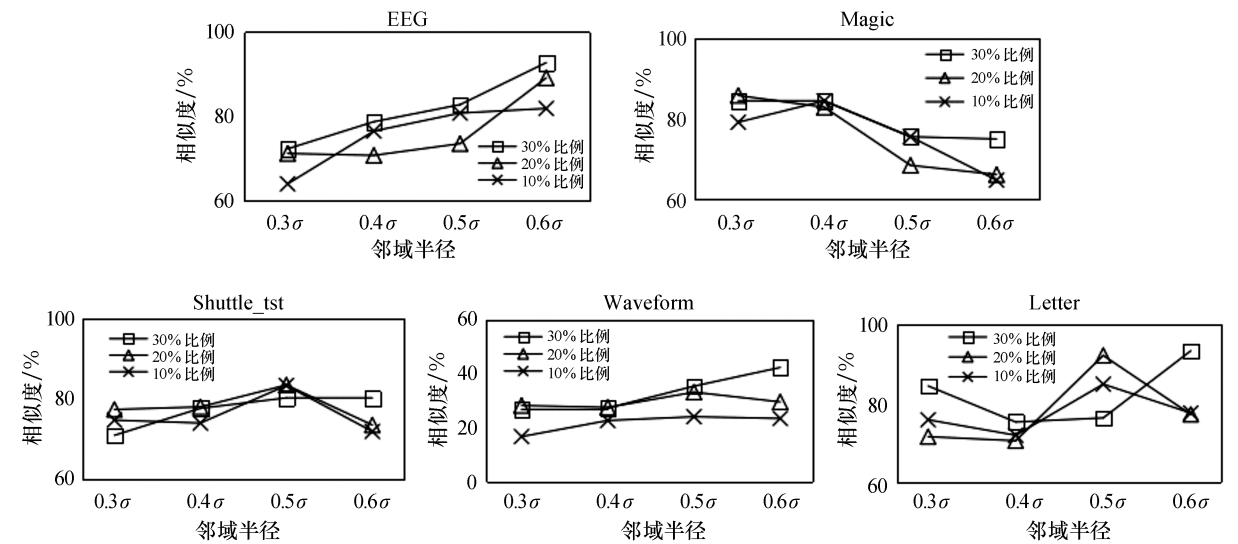 EEG
100
80
60
相似度/%
30% 比例
20% 比例
10% 比例
0.3σ 0.4σ 0.5σ 0.6σ
邻域半径
Magic
100
80
60
相似度/%
30% 比例
20% 比例
10% 比例
0.3σ 0.4σ 0.5σ 0.6σ
邻域半径
Shuttle_tst
100
80
60
相似度/%
30% 比例
20% 比例
10% 比例
0.3σ 0.4σ 0.5σ 0.6σ
邻域半径
Waveform
60
40
20
0
相似度/%
30% 比例
20% 比例
10% 比例
0.3σ 0.4σ 0.5σ 0.6σ
邻域半径
Letter
100
80
60
相似度/%
30% 比例
20% 比例
10% 比例
0.3σ 0.4σ 0.5σ 0.6σ
邻域半径